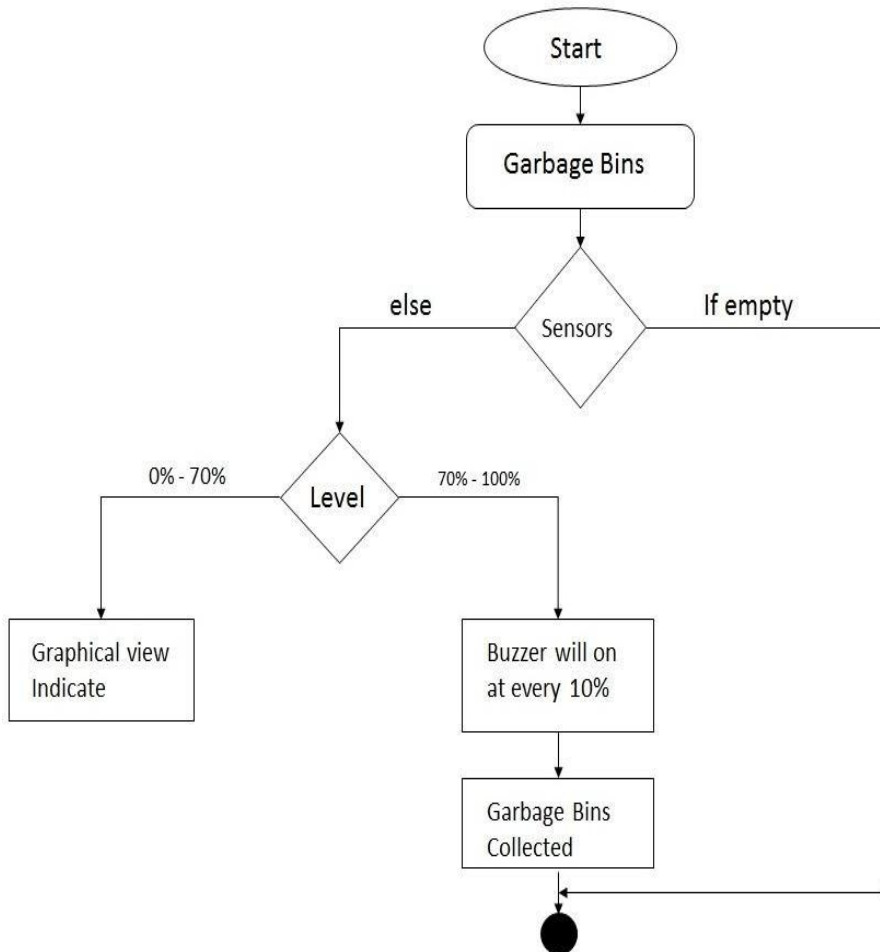 Start
Garbage Bins
Sensors
else
If empty
Level
0% - 70%
70% - 100%
Graphical view
Indicate
Buzzer will on
at every 10%
Garbage Bins
Collected